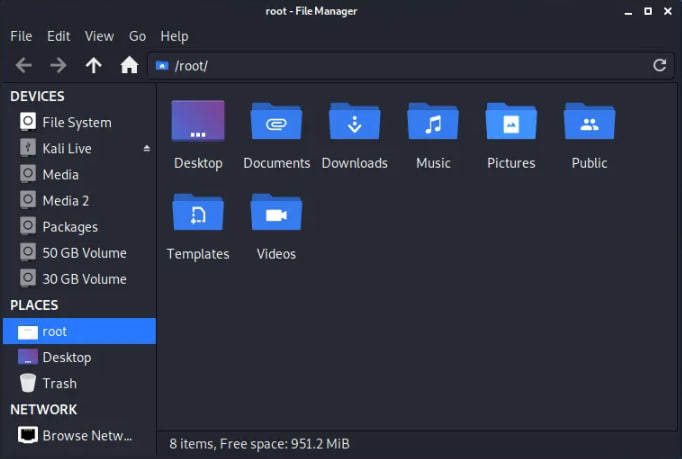 root - File Manager
File Edit View Go Help
/root/
DEVICES
File System
Kali Live
Media
Media 2
Packages
50 GB Volume
30 GB Volume
PLACES
root
Desktop
Trash
NETWORK
Browse Netw...
Desktop Documents Downloads Music Pictures Public
Templates Videos
8 items, Free space: 951.2 MiB